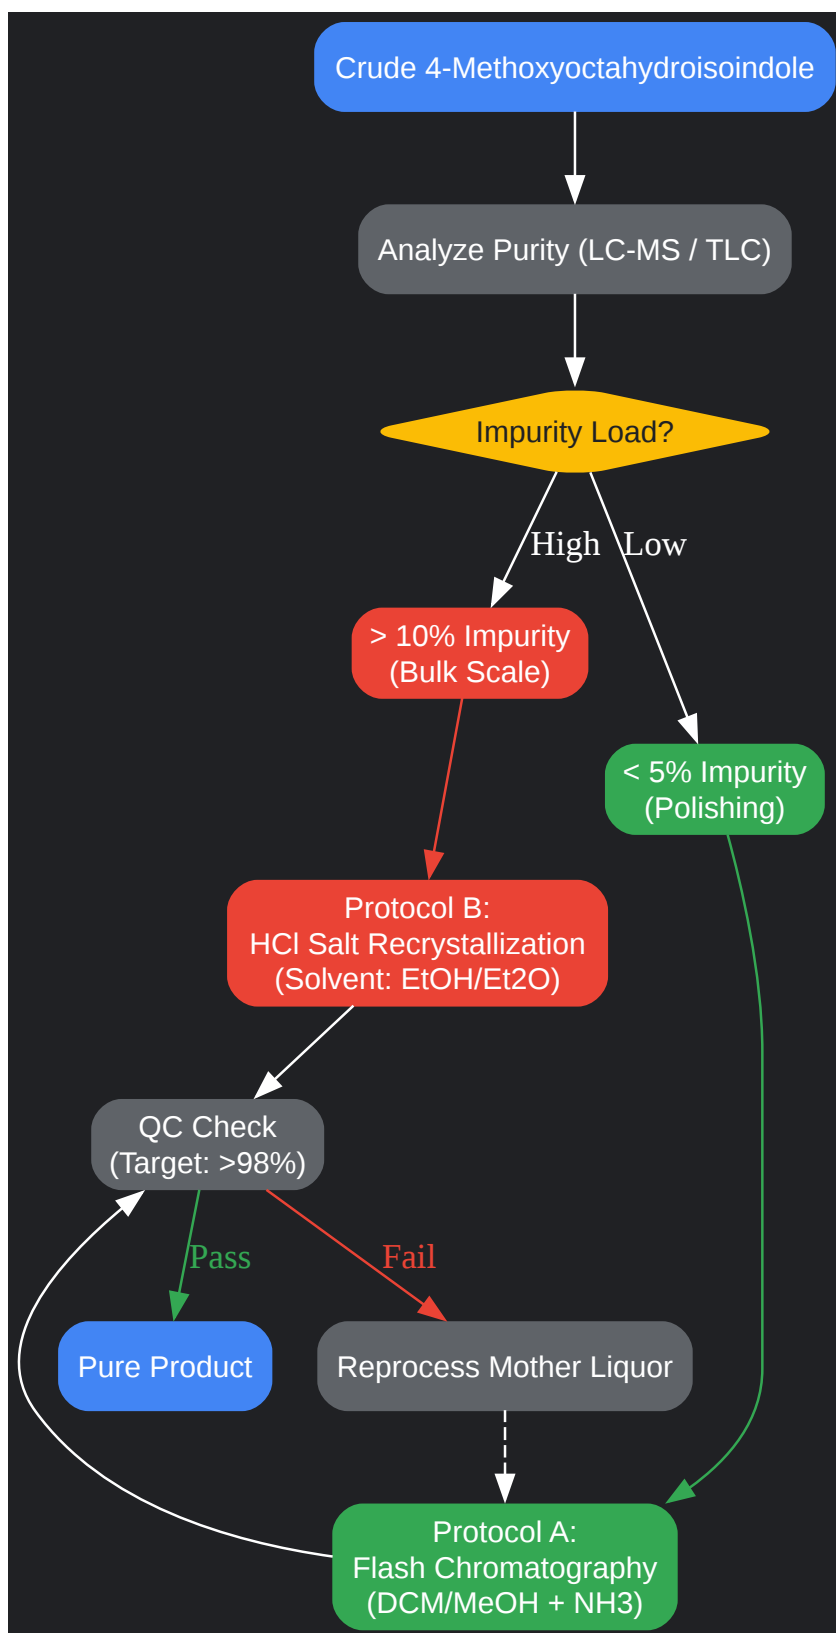 Crude 4-Methoxyoctahydroisoindole
Analyze Purity (LC-MS / TLC)
Impurity Load?
High
Low
> 10% Impurity
(Bulk Scale)
< 5% Impurity
(Polishing)
Protocol B:
HCl Salt Recrystallization
(Solvent: EtOH/Et2O)
QC Check
(Target: >98%)
Pass
Fail
Pure Product
Reprocess Mother Liquor
Protocol A:
Flash Chromatography
(DCM/MeOH + NH3)